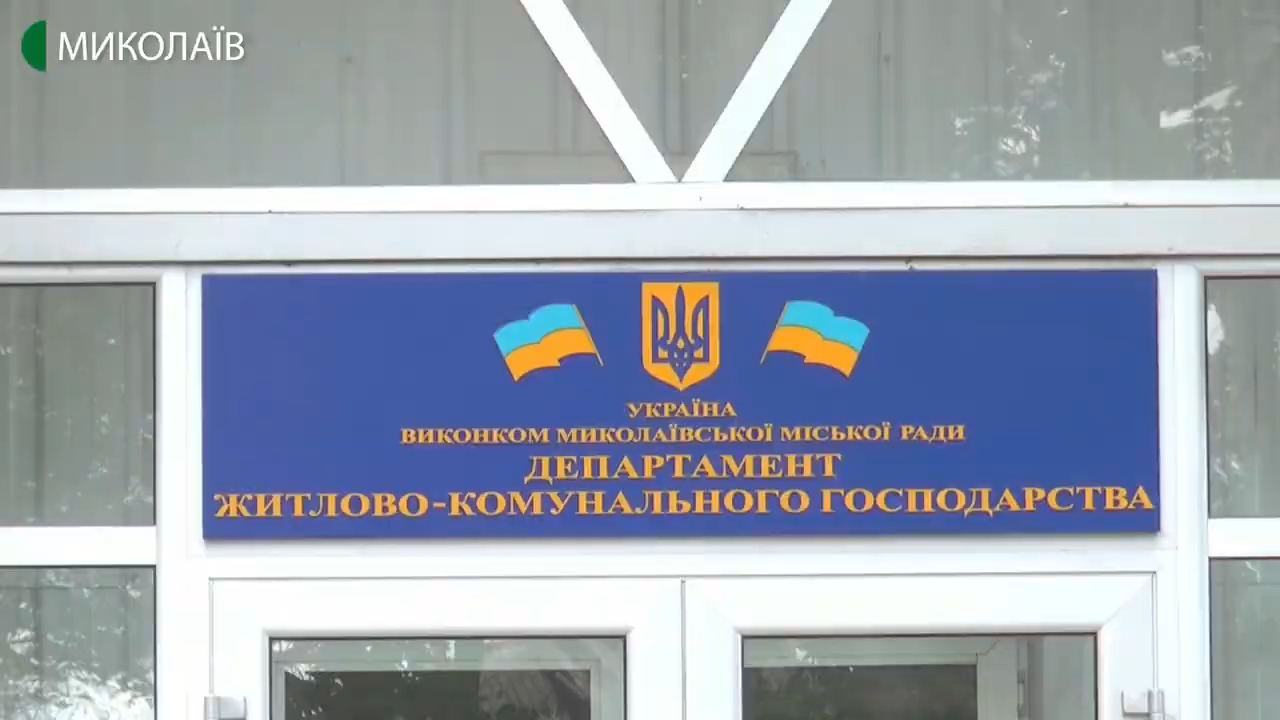 МИКОЛАЇВ
УКРАЇНА
ВИКОНКОМ МИКОЛАЇВСЬКОЇ МІСЬКОЇ РАДИ
ДЕПАРТАМЕНТ
ЖИТЛОВО-КОМУНАЛЬНОГО ГОСПОДАРСТВА